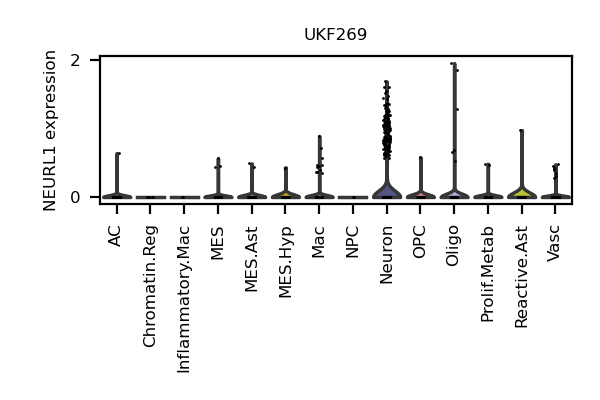 UKF269
NEURL1 expression
2
0
AC
Chromatin.Reg
Inflammatory.Mac
MES
MES.Ast
MES.Hyp
Mac
NPC
Neuron
OPC
Oligo
Prolif.Metab
Reactive.Ast
Vasc